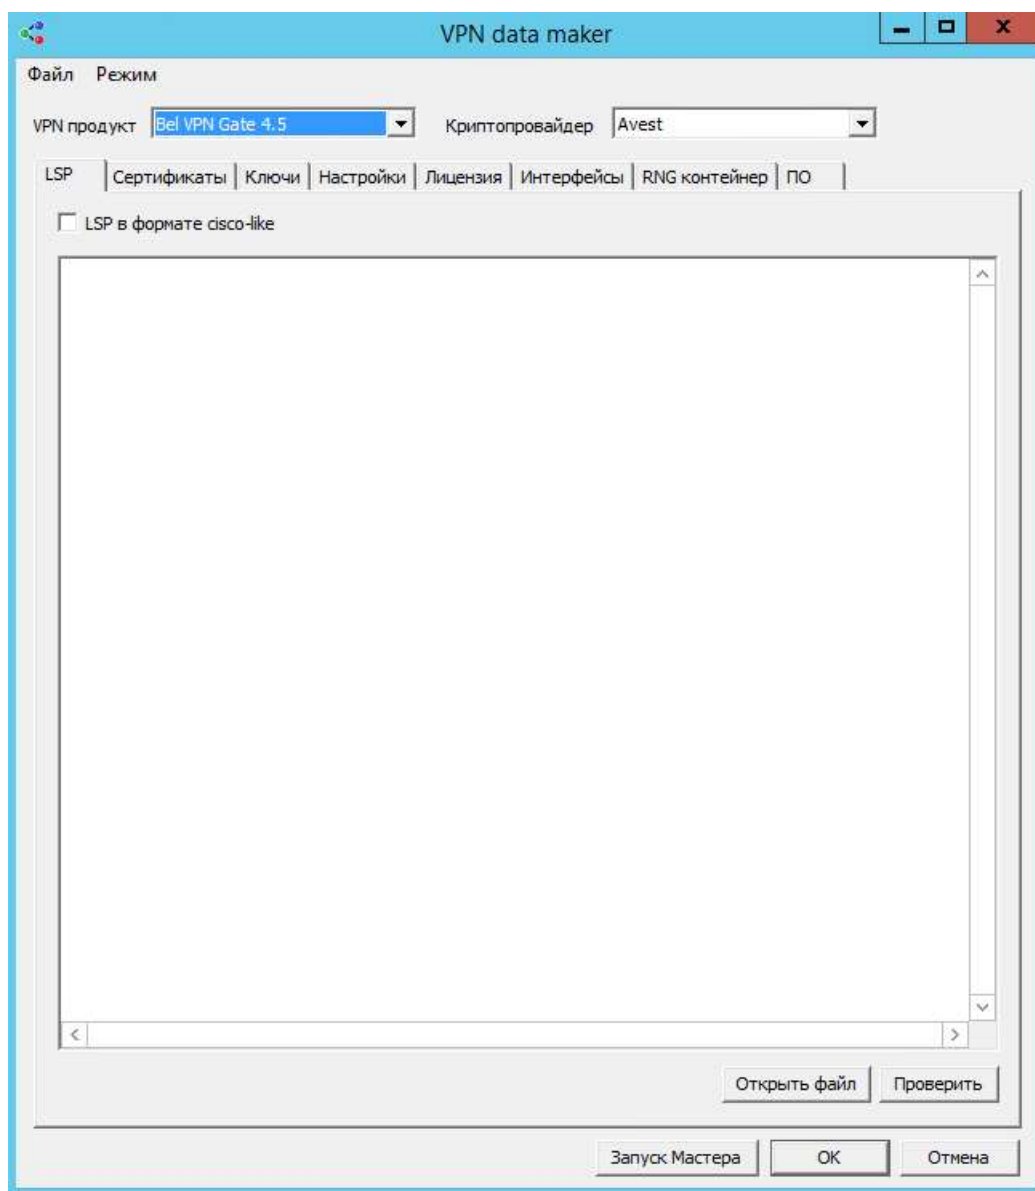 VPN data maker
Файл Режим
VPN продукт Bel VPN Gate 4.5 Криптопровайдер Avest
LSP Сертификаты Ключи Настройки Лицензия Интерфейсы RNG контейнер ПО
LSP в формате cisco-like
Открыть файл Проверить
Запуск Мастера ОК Отмена